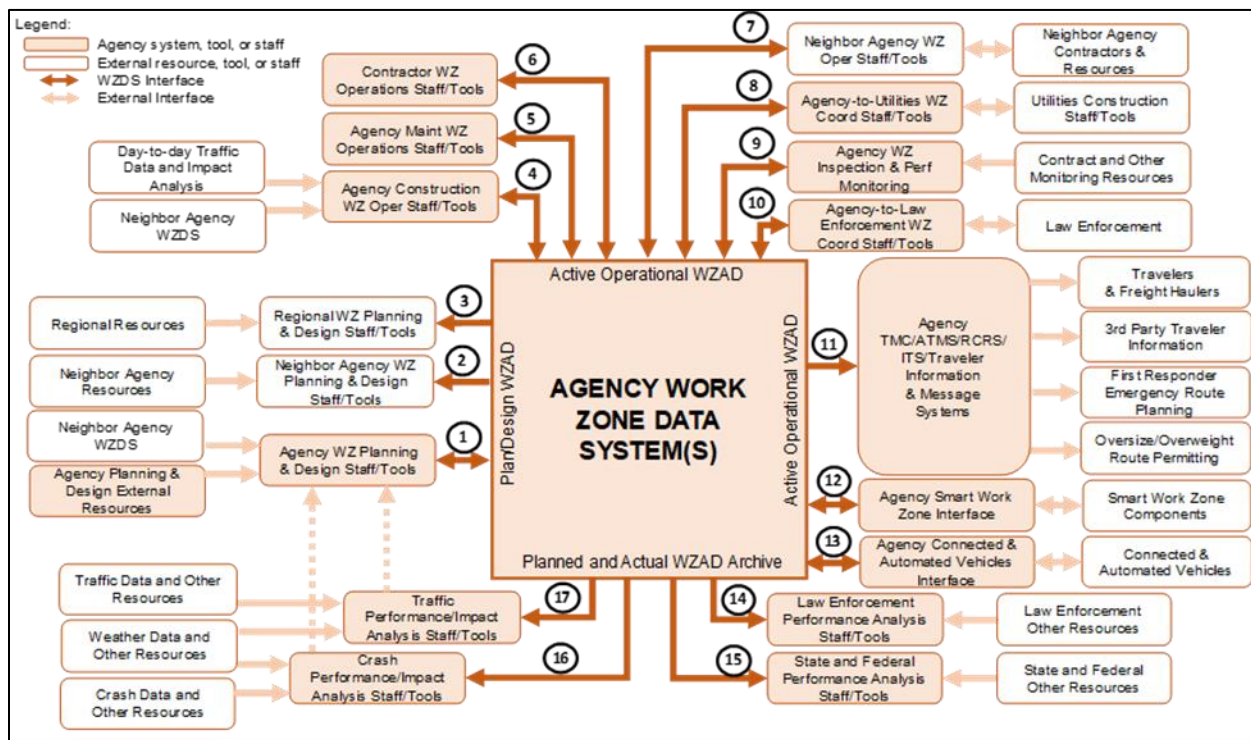 Legend:
Agency system, tool, or staff
External resource, tool, or staff
WZDS Interface
External Interface
6
Contractor WZ
Operations Staff/Tools
5
Agency Maint WZ
Operations Staff/Tools
4
Agency Construction
WZ Oper Staff/Tools
Day-to-day Traffic
Data and Impact
Analysis
Neighbor Agency
WZDS
7
Neighbor Agency WZ
Oper Staff/Tools
Neighbor Agency
Contractors &
Resources
8
Agency-to-Utilities WZ
Coord Staff/Tools
Utilities Construction
Staff/Tools
9
Agency WZ
Inspection & Perf
Monitoring
Contract and Other
Monitoring Resources
10
Agency-to-Law
Enforcement WZ
Coord Staff/Tools
Law Enforcement
Active Operational WZAD
Plan/Design WZAD
AGENCY WORK
ZONE DATA
SYSTEM(S)
Active Operational WZAD
Planned and Actual WZAD Archive
3
Regional WZ Planning
& Design Staff/Tools
Regional Resources
2
Neighbor Agency WZ
Planning & Design
Staff/Tools
Neighbor Agency
Resources
1
Agency WZ Planning
& Design Staff/Tools
Neighbor Agency
WZDS
Agency Planning &
Design External
Resources
11
Agency
TMC/ATMS/RCRS/
ITS/Traveler
Information
& Message
Systems
Travelers
& Freight Haulers
3rd Party Traveler
Information
First Responder
Emergency Route
Planning
Oversize/Overweight
Route Permitting
12
Agency Smart Work
Zone Interface
Smart Work Zone
Components
13
Agency Connected &
Automated Vehicles
Interface
Connected &
Automated Vehicles
17
Traffic
Performance/Impact
Analysis Staff/Tools
Traffic Data and Other
Resources
Weather Data and
Other Resources
16
Crash
Performance/Impact
Analysis Staff/Tools
Crash Data and
Other Resources
14
Law Enforcement
Performance Analysis
Staff/Tools
Law Enforcement
Other Resources
15
State and Federal
Performance Analysis
Staff/Tools
State and Federal
Other Resources